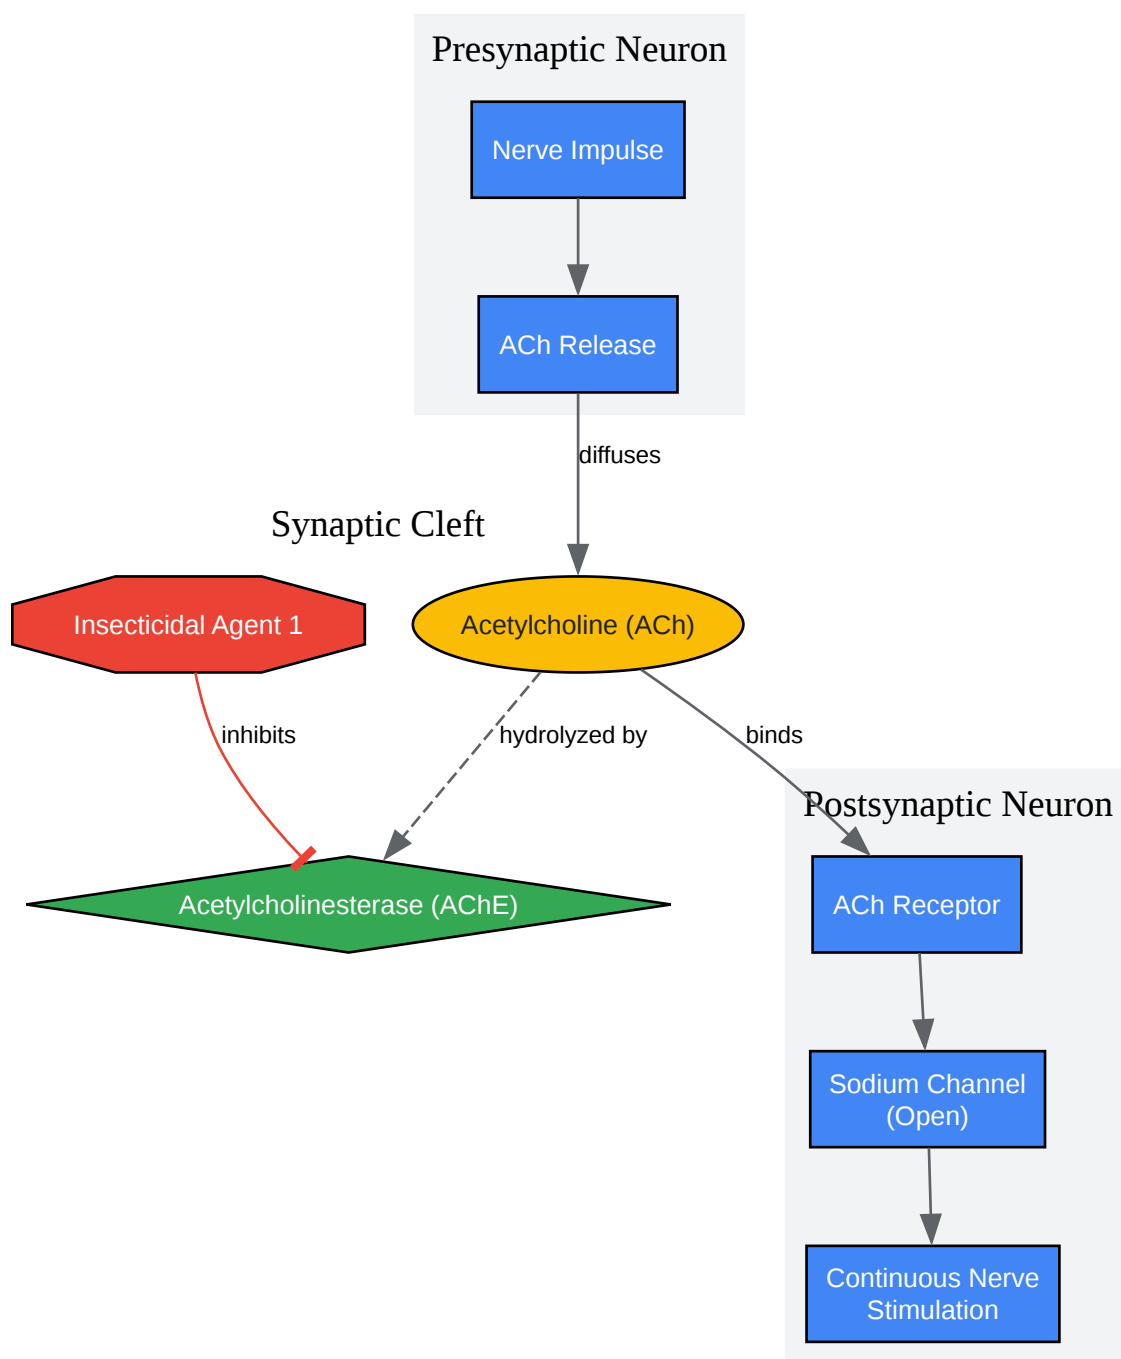 Presynaptic Neuron
Nerve Impulse
ACh Release
diffuses
Synaptic Cleft
Insecticidal Agent 1
Acetylcholine (ACh)
inhibits
hydrolyzed by
binds
Postsynaptic Neuron
Acetylcholinesterase (AChE)
ACh Receptor
Sodium Channel
(Open)
Continuous Nerve
Stimulation